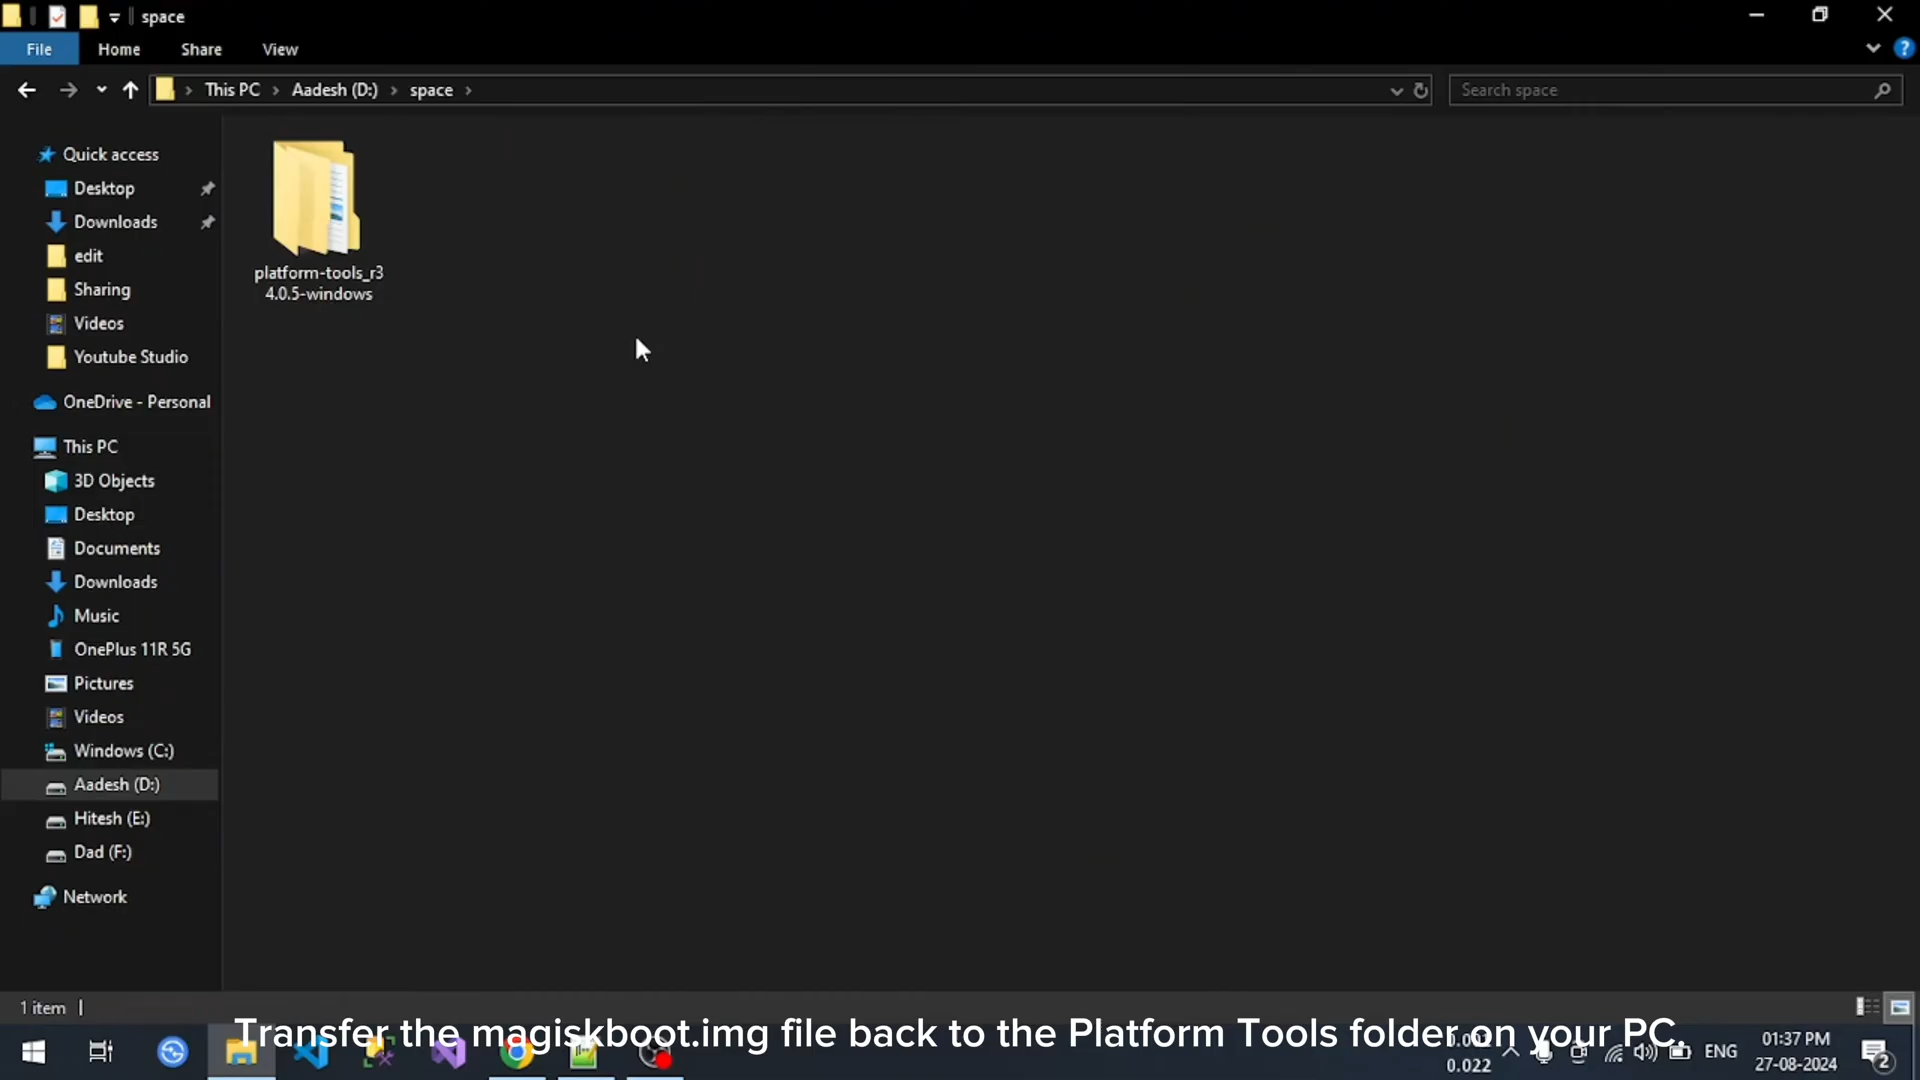 space
File Home Share View
This PC Aadesh (D:) space
Search space
Quick access
Desktop
Downloads
edit
Sharing
Videos
Youtube Studio
OneDrive - Personal
This PC
3D Objects
Desktop
Documents
Downloads
Music
OnePlus 11R 5G
Pictures
Videos
Windows (C:)
Aadesh (D:)
Hitesh (E:)
Dad (F:)
Network
platform-tools_r3
4.0.5-windows
1 item
Transfer the magiskboot.img file back to the Platform Tools folder on your PC.
0.022
ENG
01:37 PM
27-08-2024
2